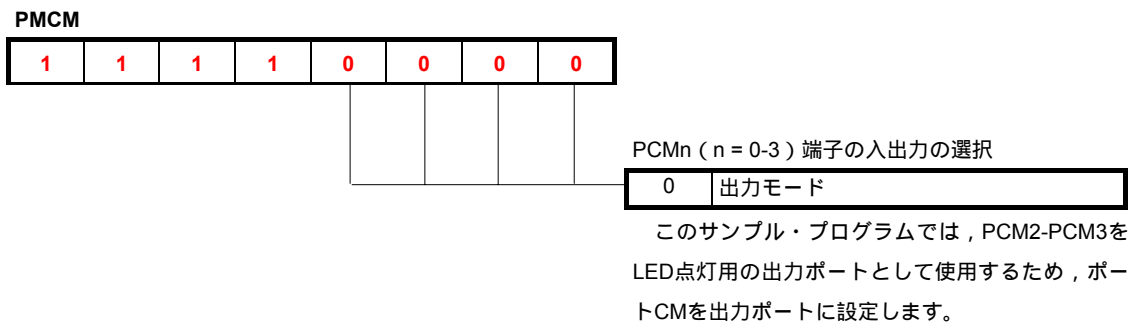 PMCM
1 1 1 1 0 0 0 0
PCMn（n = 0-3）端子の入出力の選択
0 出力モード
このサンプル・プログラムでは，PCM2-PCM3を
LED点灯用の出力ポートとして使用するため，ポー
トCMを出力ポートに設定します。